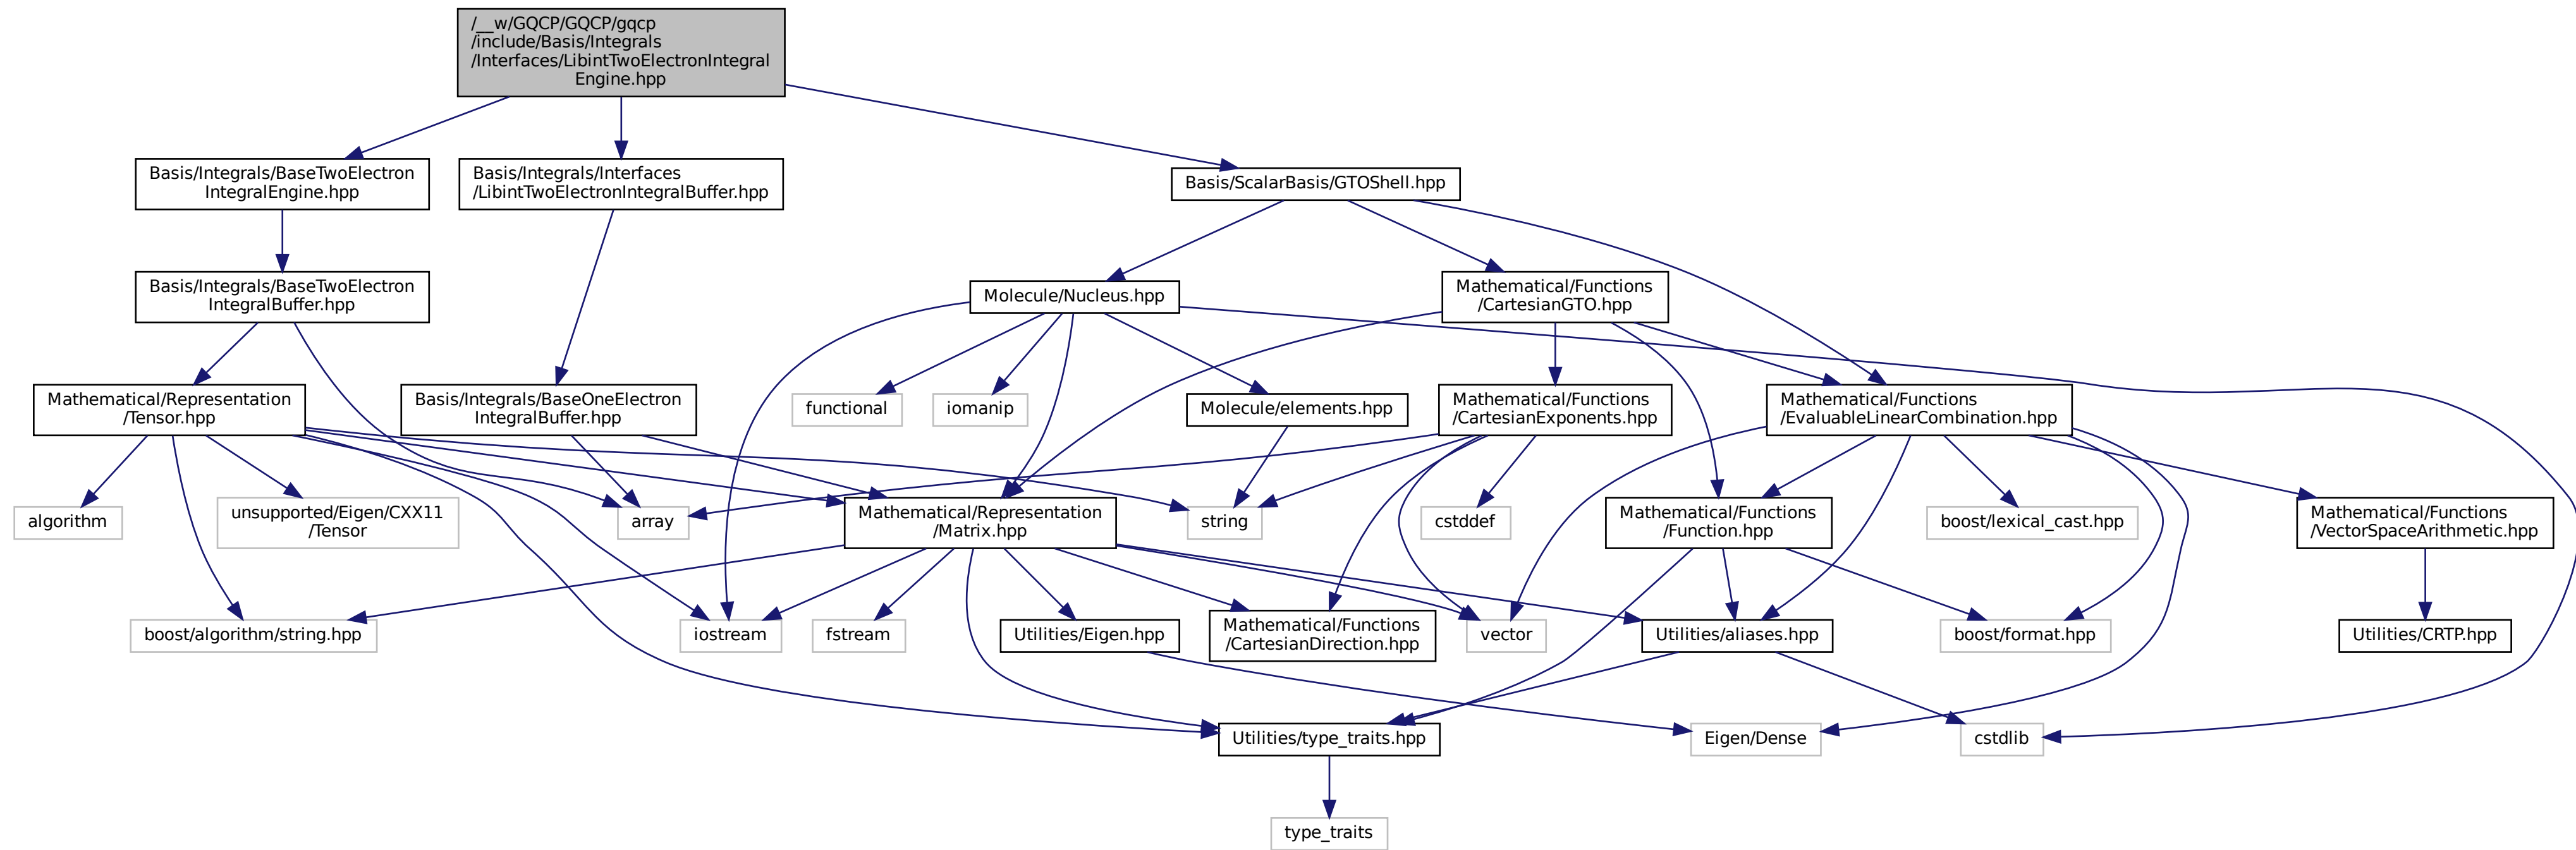 /__w/GQCP/GQCP/gqcp
/include/Basis/Integrals
/Interfaces/LibintTwoElectronIntegral
Engine.hpp
Basis/Integrals/BaseTwoElectron
IntegralEngine.hpp
Basis/Integrals/Interfaces
/LibintTwoElectronIntegralBuffer.hpp
Basis/ScalarBasis/GTOShell.hpp
Basis/Integrals/BaseTwoElectron
IntegralBuffer.hpp
Molecule/Nucleus.hpp
Mathematical/Functions
/CartesianGTO.hpp
Mathematical/Representation
/Tensor.hpp
Basis/Integrals/BaseOneElectron
IntegralBuffer.hpp
functional
iomanip
Molecule/elements.hpp
Mathematical/Functions
/CartesianExponents.hpp
Mathematical/Functions
/EvaluableLinearCombination.hpp
algorithm
unsupported/Eigen/CXX11
/Tensor
array
Mathematical/Representation
/Matrix.hpp
string
cstddef
Mathematical/Functions
/Function.hpp
boost/lexical_cast.hpp
Mathematical/Functions
/VectorSpaceArithmetic.hpp
boost/algorithm/string.hpp
iostream
fstream
Utilities/Eigen.hpp
Mathematical/Functions
/CartesianDirection.hpp
vector
Utilities/aliases.hpp
boost/format.hpp
Utilities/CRTP.hpp
Utilities/type_traits.hpp
Eigen/Dense
cstdlib
type_traits